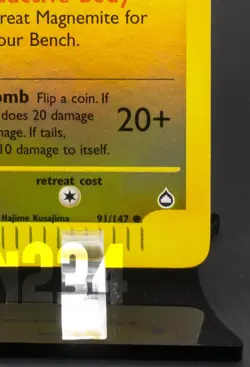 reat Magnemite for
our Bench.
omb Flip a coin. If
does 20 damage
mage. If tails,
10 damage to itself.
20+
retreat cost
Hajime Kusajima
91/147
N234